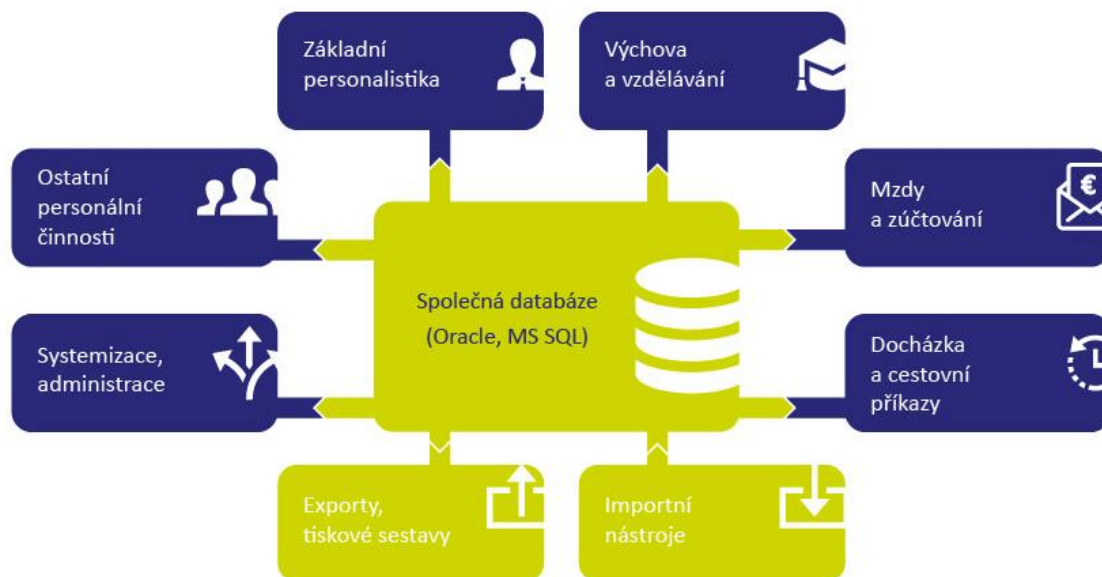 Základní
personalistika
Výchova
a vzdělávání
Ostatní
personální
činnosti
Mzdy
a zúčtování
Společná databáze
(Oracle, MS SQL)
Systemizace,
administrace
Docházka
a cestovní
příkazy
Exporty,
tiskové sestavy
Importní
nástroje